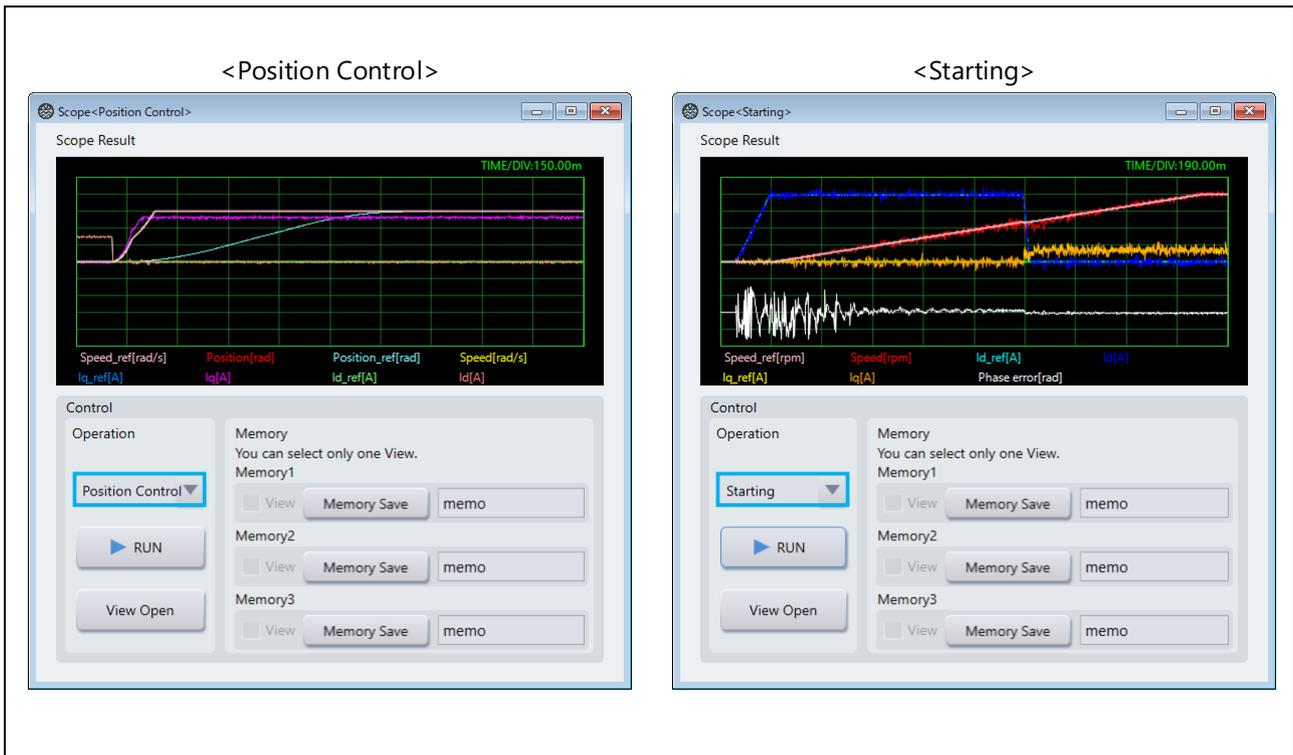 <Position Control>
Scope<Position Control>
Scope Result
TIME/DIV:150.00m
Speed_ref[rad/s] Position[rad] Position_ref[rad] Speed[rad/s]
Iq_ref[A] Iq[A] Id_ref[A] Id[A]
Control
Operation
Position Control
RUN
View Open
Memory
You can select only one View.
Memory1
View Memory Save memo
Memory2
View Memory Save memo
Memory3
View Memory Save memo
<Starting>
Scope<Starting>
Scope Result
TIME/DIV:190.00m
Speed_ref[rpm] Speed[rpm] Id_ref[A] Id[A]
Iq_ref[A] Iq[A] Phase error[rad]
Control
Operation
Starting
RUN
View Open
Memory
You can select only one View.
Memory1
View Memory Save memo
Memory2
View Memory Save memo
Memory3
View Memory Save memo